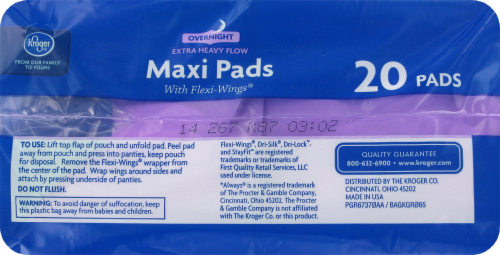 Kroger
FROM OUR FAMILY
TO YOURS
OVERNIGHT
EXTRA HEAVY FLOW
Maxi Pads
With Flexi-Wings®
20 PADS
14 267 MB7 03:02
TO USE: Lift top flap of pouch and unfold pad. Peel pad
away from pouch and press into panties, keep pouch
for disposal. Remove the Flexi-Wings® wrapper from
the center of the pad. Wrap wings around sides and
attach by pressing underside of panties.
DO NOT FLUSH.
WARNING: To avoid danger of suffocation, keep
this plastic bag away from babies and children.
Flexi-Wings®, Dri-Silk®, Dri-Lock™
and StayFit™ are registered
trademarks or trademarks of
First Quality Retail Services, LLC
used under license.
*Always® is a registered trademark
of The Procter & Gamble Company,
Cincinnati, Ohio 45202. The Procter
& Gamble Company is not affiliated
with The Kroger Co. or this product.
QUALITY GUARANTEE
800-632-6900 • www.kroger.com
DISTRIBUTED BY THE KROGER CO.
CINCINNATI, OHIO 45202
MADE IN USA
PGR6737ØAA / BAGKGRØ65